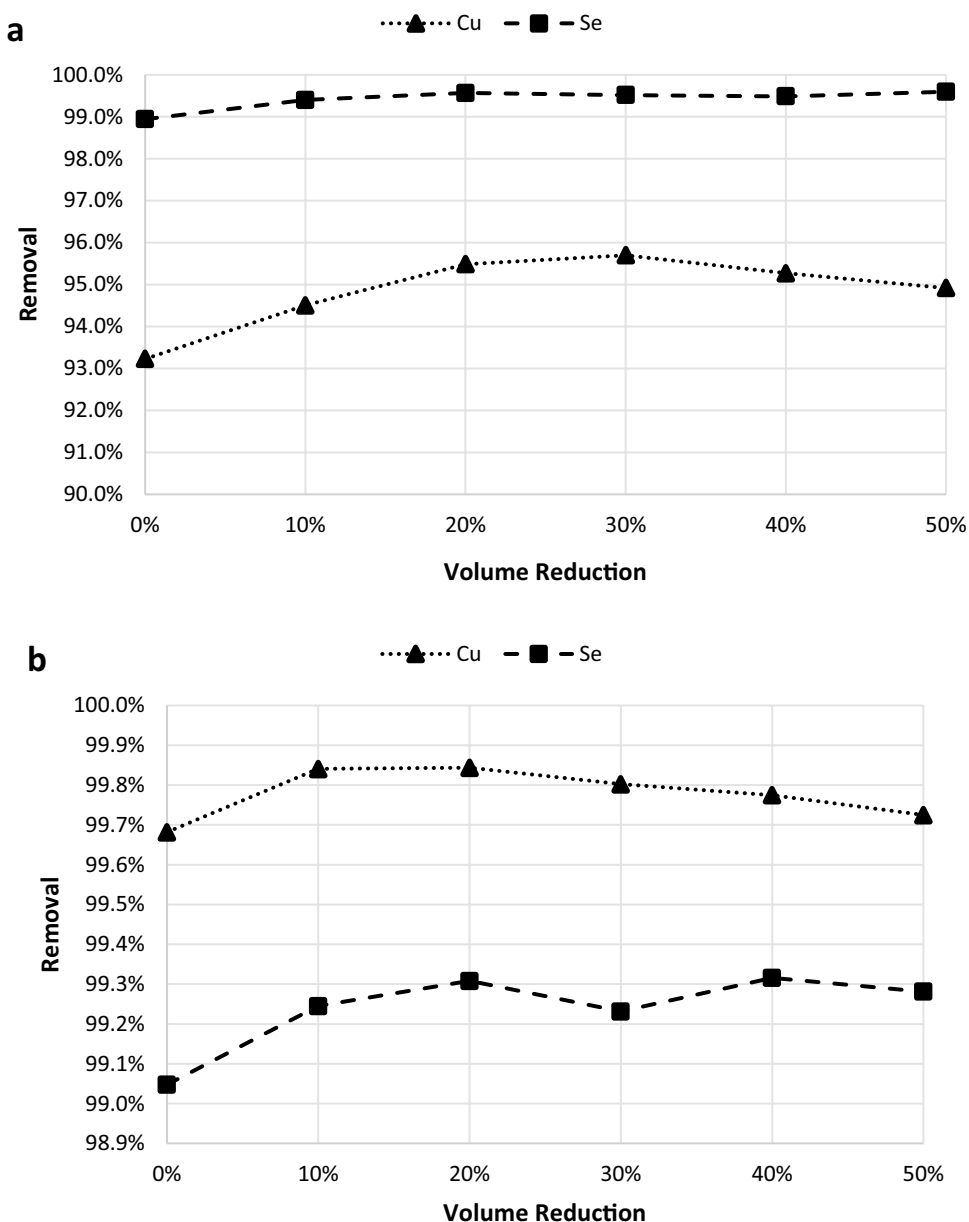 a
Cu Se
100.0%
99.0%
98.0%
97.0%
96.0%
95.0%
94.0%
93.0%
92.0%
91.0%
90.0%
Removal
0% 10% 20% 30% 40% 50%
Volume Reduction
b
Cu Se
100.0%
99.9%
99.8%
99.7%
99.6%
99.5%
99.4%
99.3%
99.2%
99.1%
99.0%
98.9%
Removal
0% 10% 20% 30% 40% 50%
Volume Reduction